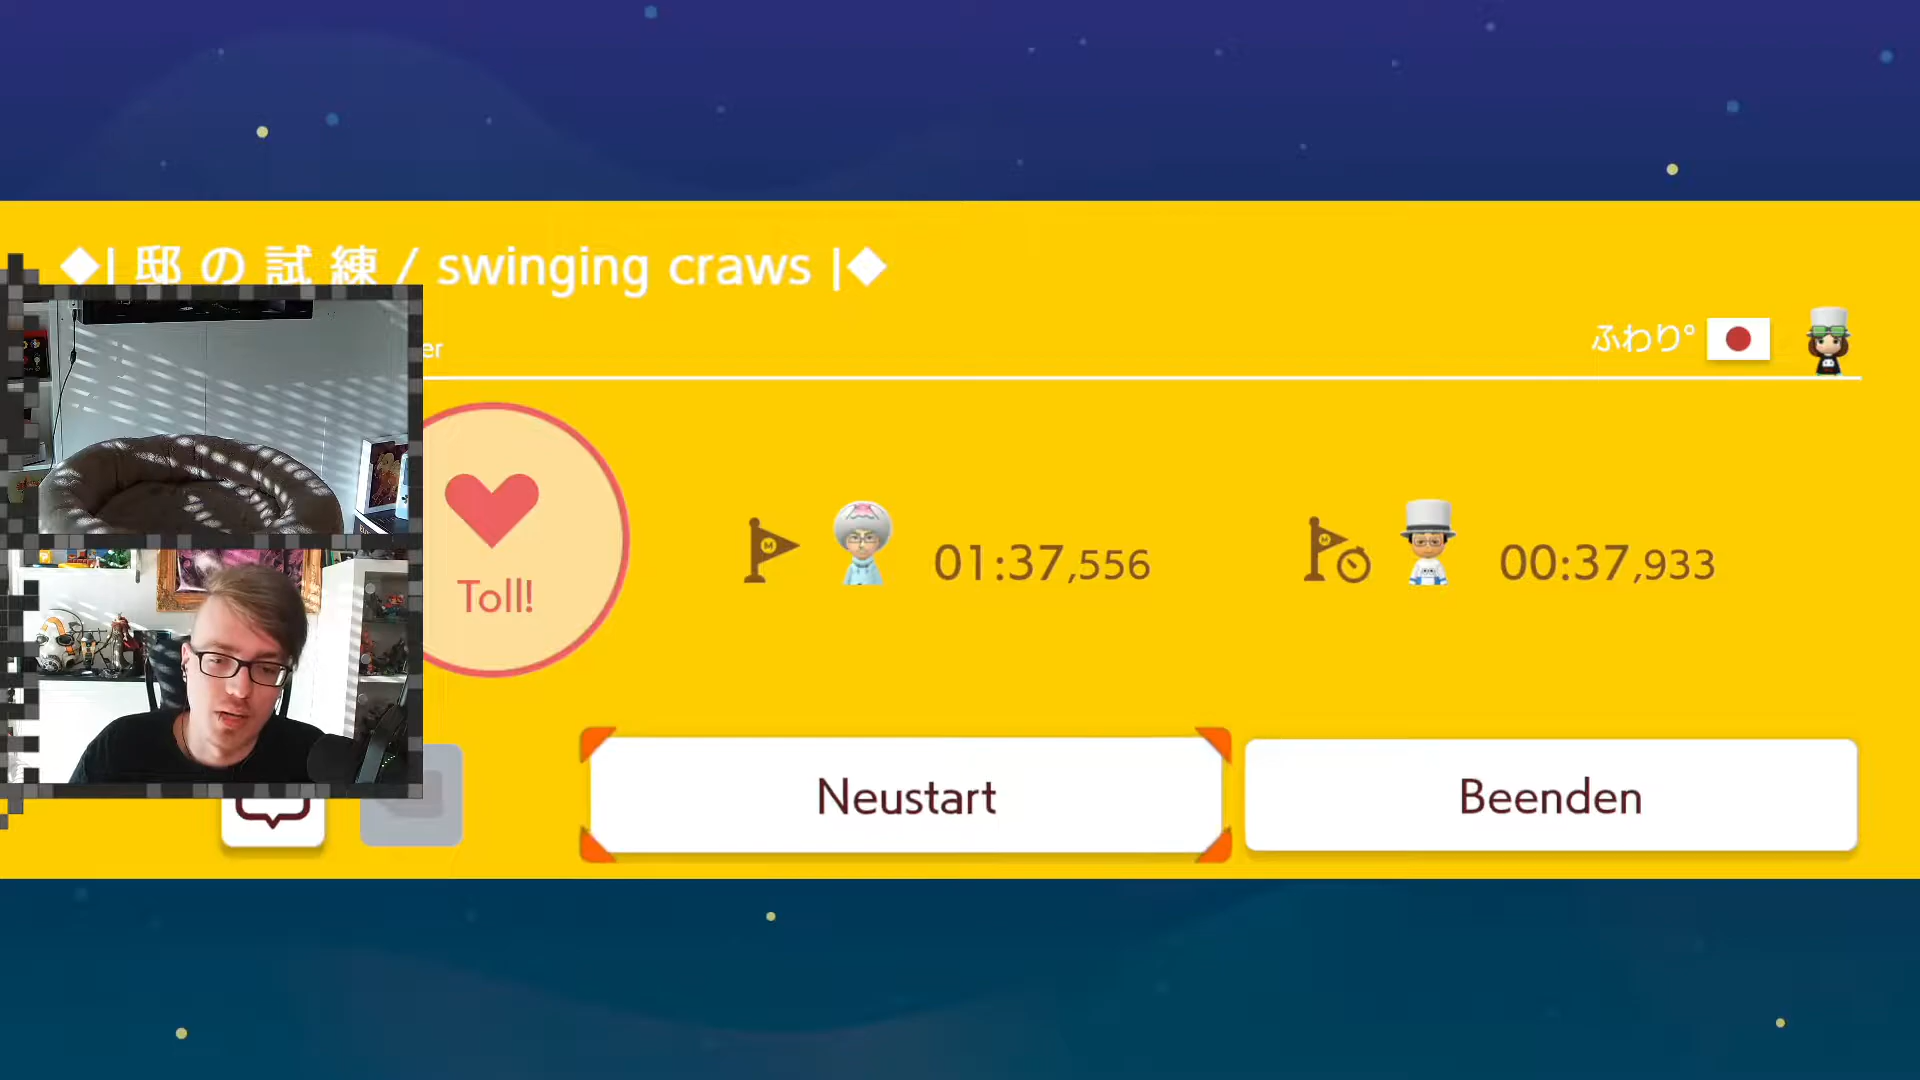 ◆| 邸 の 試 練 / swinging craws |◆
er
ふわり°
Toll!
01:37,556
00:37,933
Neustart
Beenden